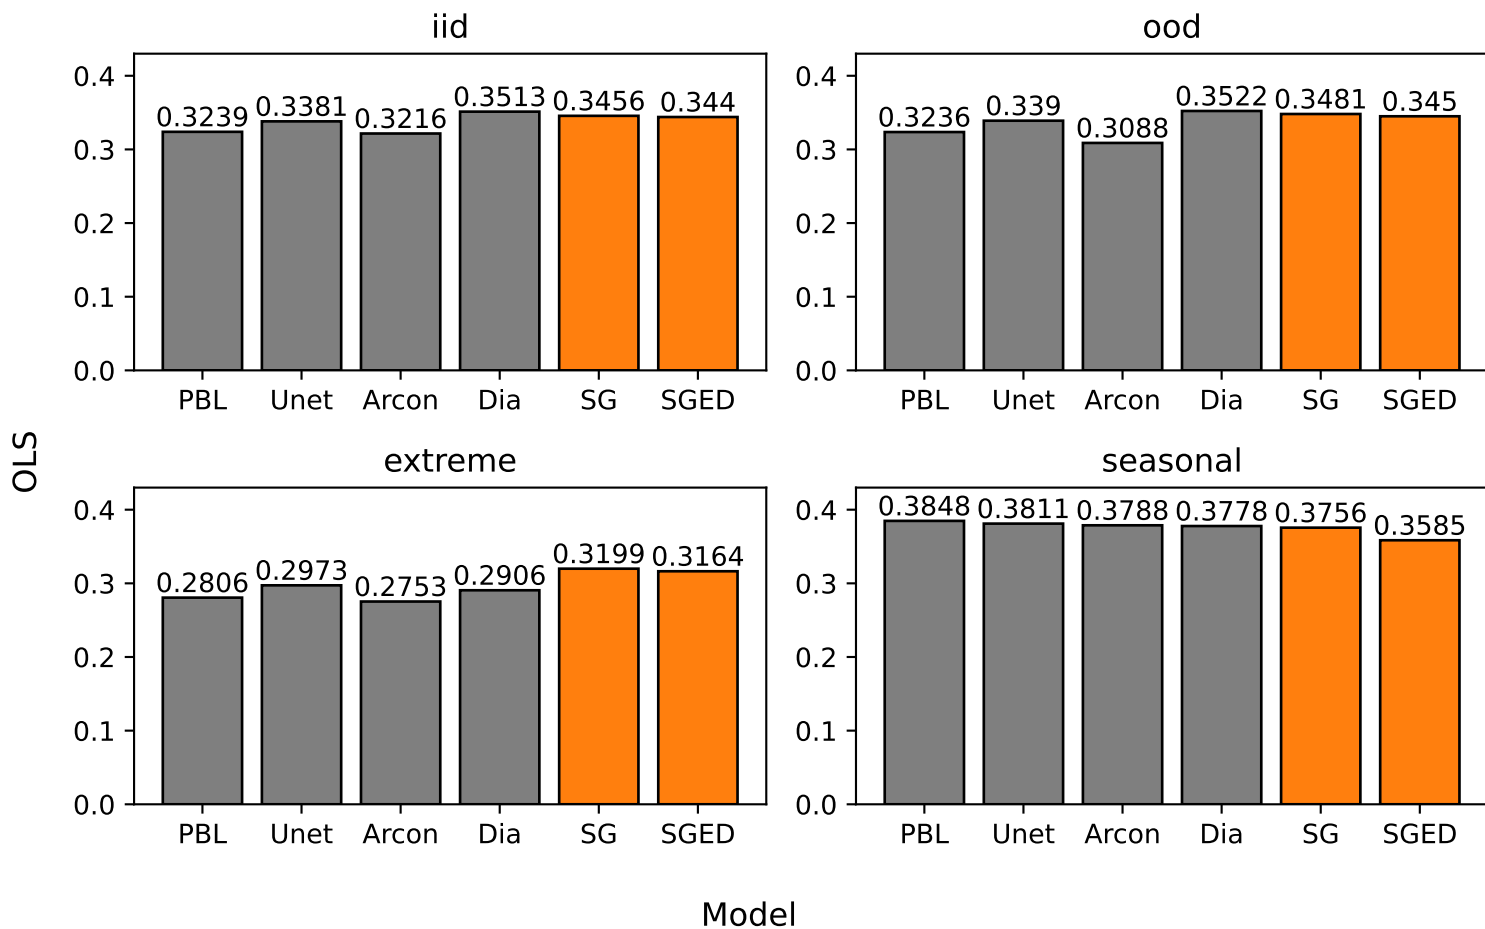 iid
0.4
0.3
0.2
0.1
0.0
0.3239 0.3381 0.3216 0.3513 0.3456 0.344
PBL Unet Arcon Dia SG SGED
ood
0.4
0.3
0.2
0.1
0.0
0.3236 0.339 0.3088 0.3522 0.3481 0.345
PBL Unet Arcon Dia SG SGED
OLS
extreme
0.4
0.3
0.2
0.1
0.0
0.2806 0.2973 0.2753 0.2906 0.3199 0.3164
PBL Unet Arcon Dia SG SGED
seasonal
0.4
0.3
0.2
0.1
0.0
0.3848 0.3811 0.3788 0.3778 0.3756 0.3585
PBL Unet Arcon Dia SG SGED
Model